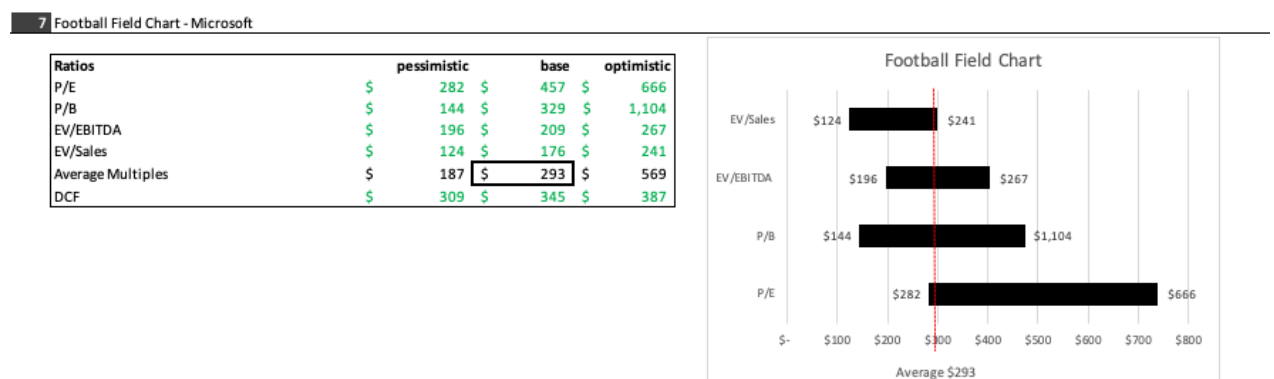 7 Football Field Chart - Microsoft
Ratios pessimistic base optimistic
P/E $ 282 $ 457 $ 666
P/B $ 144 $ 329 $ 1,104
EV/EBITDA $ 196 $ 209 $ 267
EV/Sales $ 124 $ 176 $ 241
Average Multiples $ 187 $ 293 $ 569
DCF $ 309 $ 345 $ 387
Football Field Chart
EV/Sales $124 $241
EV/EBITDA $196 $267
P/B $144 $1,104
P/E $282 $666
$- $100 $200 $300 $400 $500 $600 $700 $800
Average $293